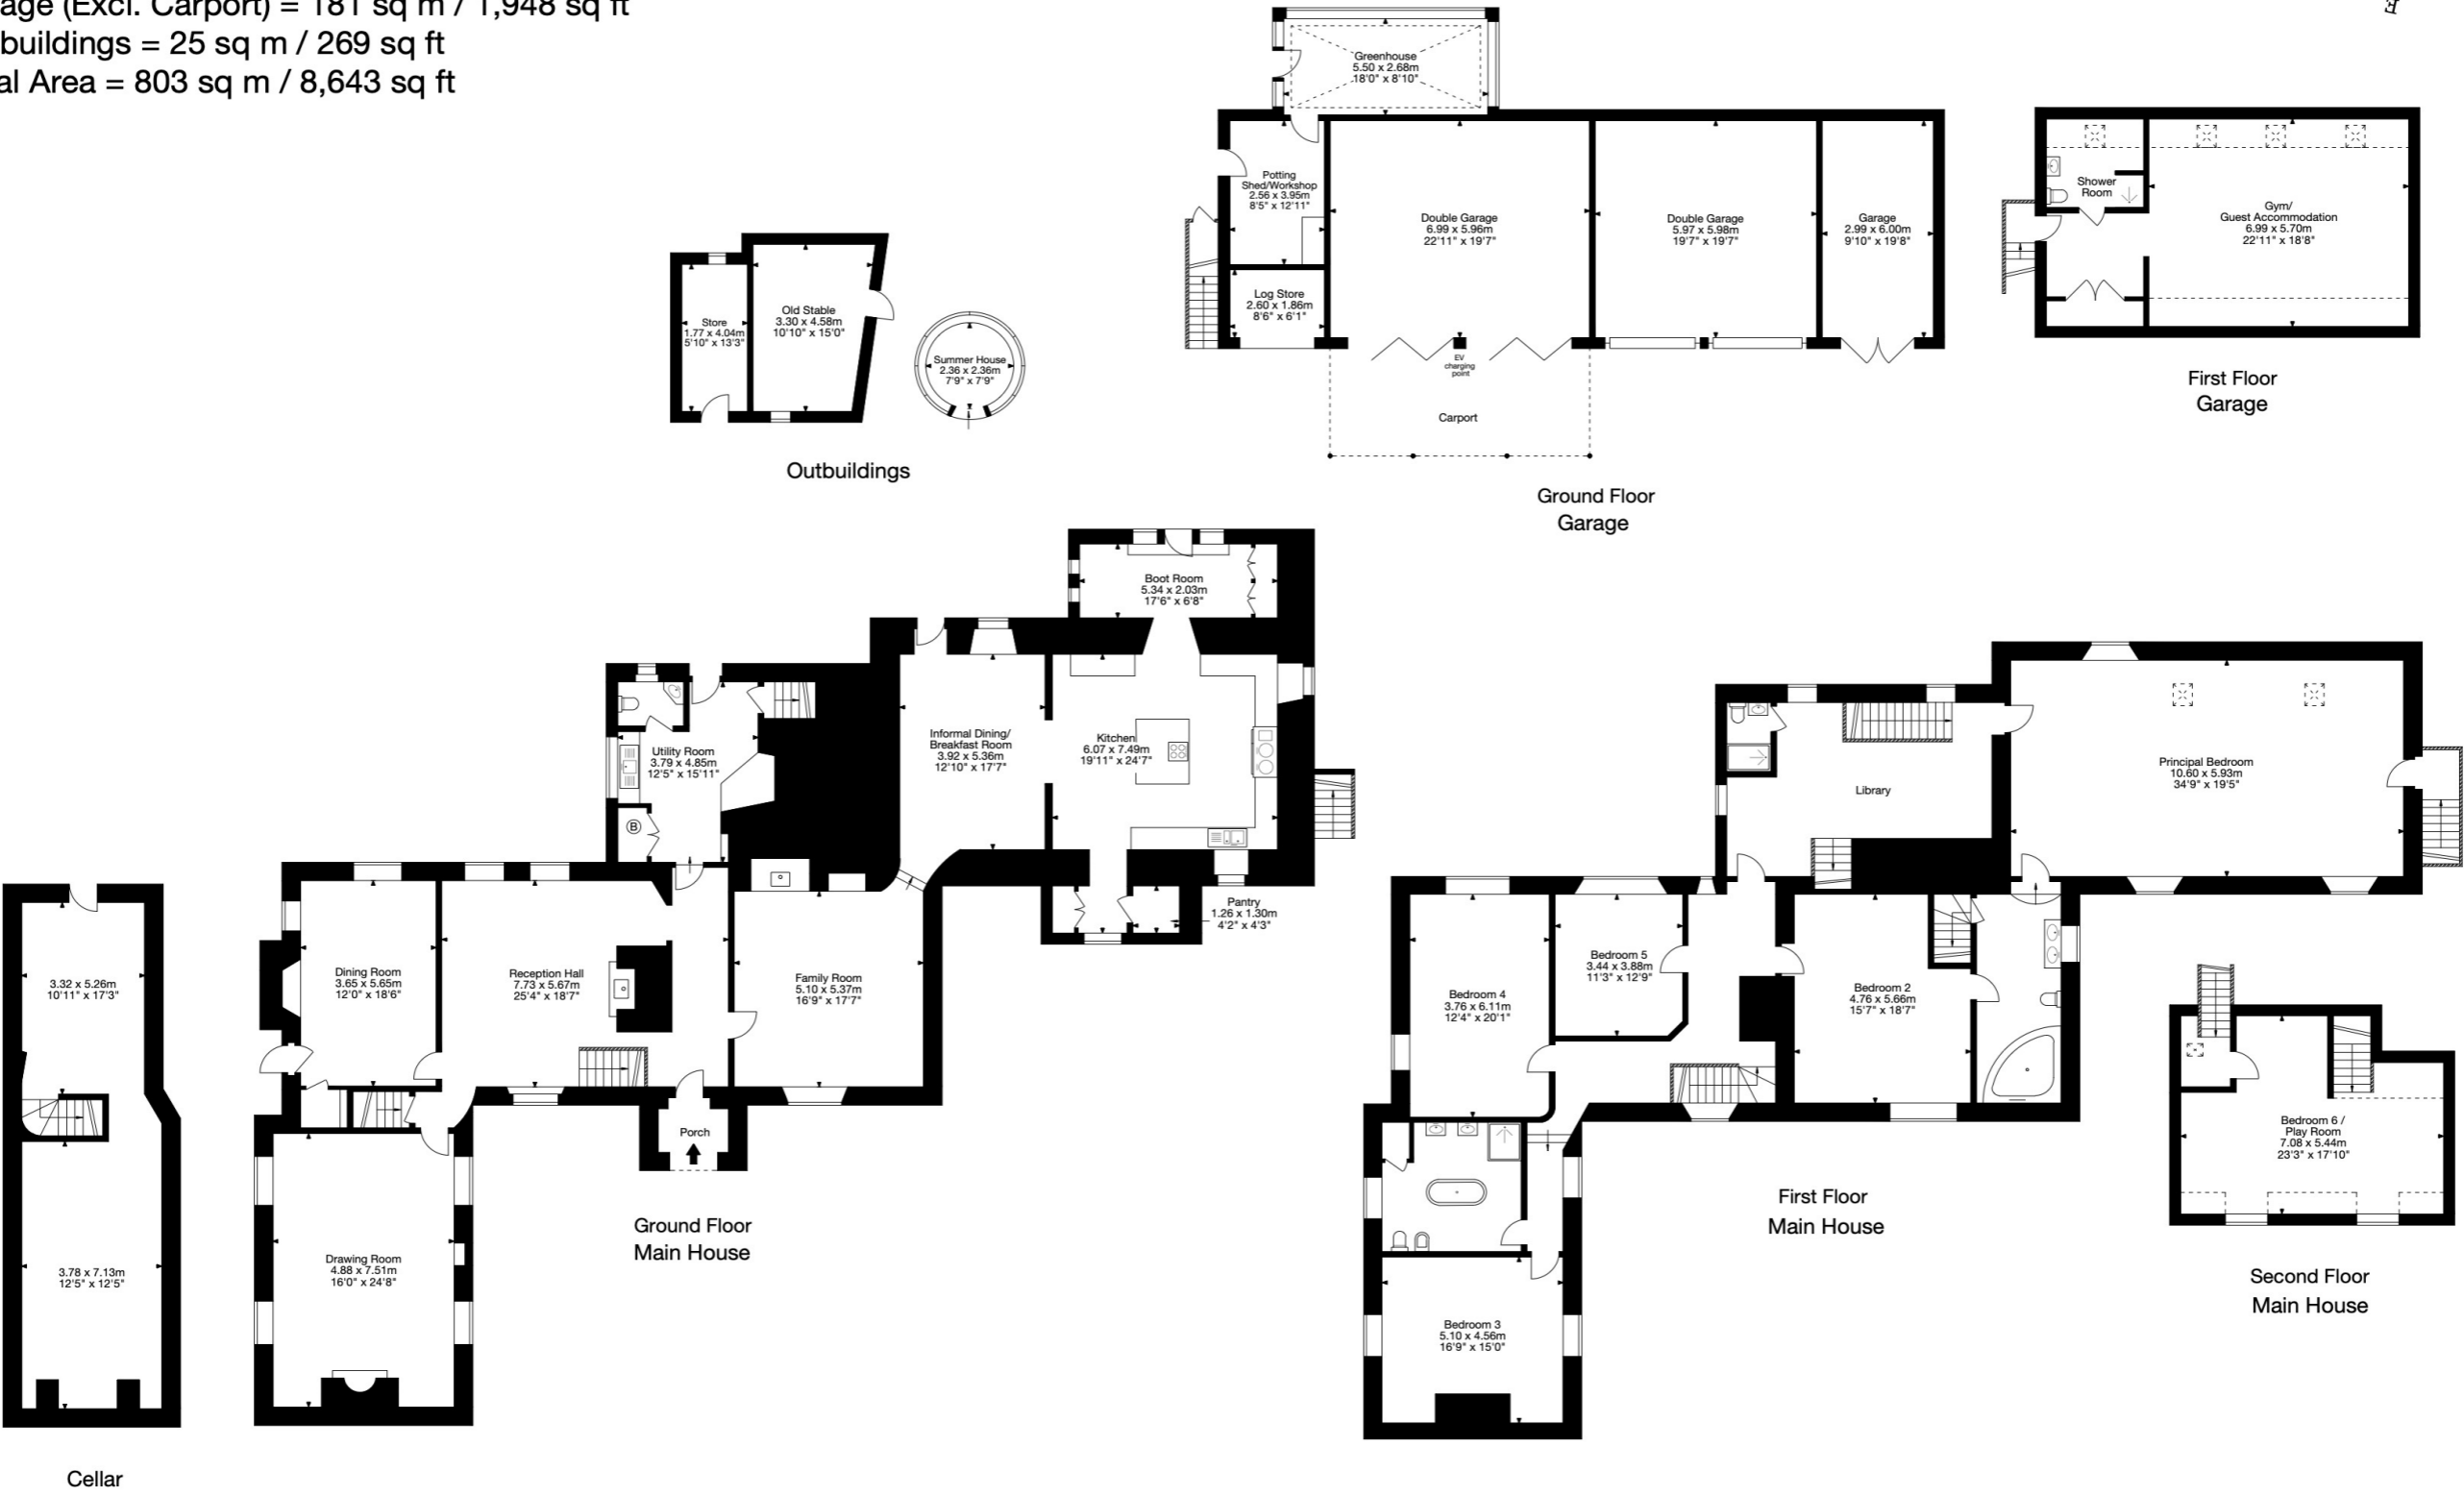 age (Excl. Carport) = 181 sq m / 1,948 sq ft
buildings = 25 sq m / 269 sq ft
al Area = 803 sq m / 8,643 sq ft
E
Greenhouse
5.50 x 2.68m
18'0" x 8'10"
Potting
Shed/Workshop
2.56 x 3.95m
8'5" x 12'11"
Double Garage
6.99 x 5.96m
22'11" x 19'7"
Double Garage
5.97 x 5.98m
19'7" x 19'7"
Garage
2.99 x 6.00m
9'10" x 19'8"
Log Store
2.60 x 1.86m
8'6" x 6'1"
EV
charging
point
Carport
Ground Floor
Garage
Shower
Room
Gym/
Guest Accommodation
6.99 x 5.70m
22'11" x 18'8"
First Floor
Garage
Store
1.77 x 4.04m
5'10" x 13'3"
Old Stable
3.30 x 4.58m
10'10" x 15'0"
Summer House
2.36 x 2.36m
7'9" x 7'9"
Outbuildings
Boot Room
5.34 x 2.03m
17'6" x 6'8"
Informal Dining/
Breakfast Room
3.92 x 5.36m
12'10" x 17'7"
Kitchen
6.07 x 7.49m
19'11" x 24'7"
Utility Room
3.79 x 4.85m
12'5" x 15'11"
B
Pantry
1.26 x 1.30m
4'2" x 4'3"
Dining Room
3.65 x 5.65m
12'0" x 18'6"
Reception Hall
7.73 x 5.67m
25'4" x 18'7"
Family Room
5.10 x 5.37m
16'9" x 17'7"
Porch
Drawing Room
4.88 x 7.51m
16'0" x 24'8"
Ground Floor
Main House
3.32 x 5.26m
10'11" x 17'3"
3.78 x 7.13m
12'5" x 12'5"
Cellar
Library
Principal Bedroom
10.60 x 5.93m
34'9" x 19'5"
Bedroom 4
3.76 x 6.11m
12'4" x 20'1"
Bedroom 5
3.44 x 3.88m
11'3" x 12'9"
Bedroom 2
4.76 x 5.66m
15'7" x 18'7"
Bedroom 3
5.10 x 4.56m
16'9" x 15'0"
First Floor
Main House
Bedroom 6 /
Play Room
7.08 x 5.44m
23'3" x 17'10"
Second Floor
Main House